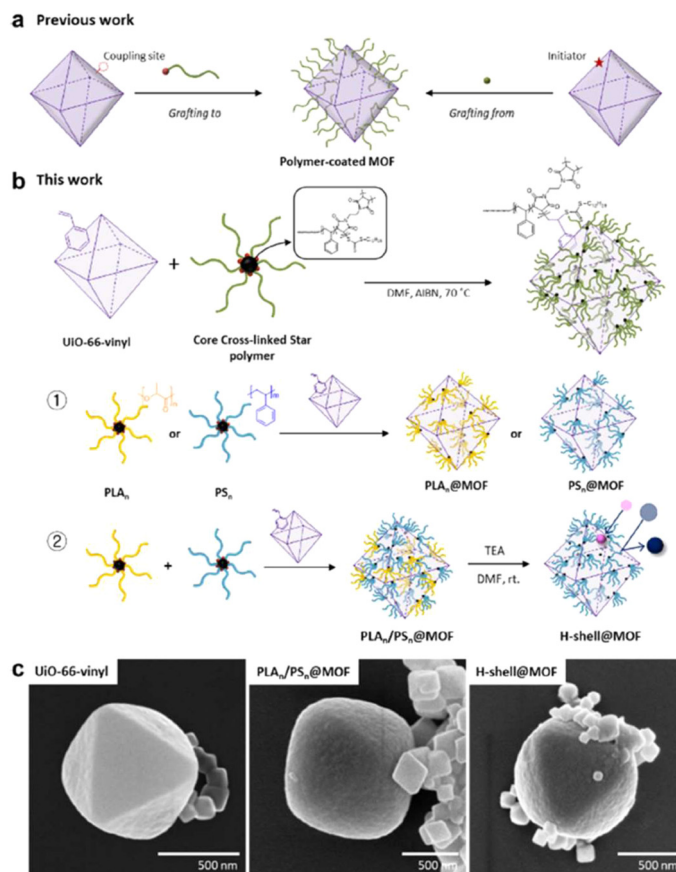 a Previous work
Coupling site
Initiator
Grafting to
Grafting from
Polymer-coated MOF
b This work
UiO-66-vinyl
+
Core Cross-linked Star
polymer
DMF, AIBN, 70 °C
①
or
or
PLAₙ
PSₙ
PLAₙ@MOF
PSₙ@MOF
②
+
TEA
DMF, rt.
PLAₙ/PSₙ@MOF
H-shell@MOF
c UiO-66-vinyl
PLAₙ/PSₙ@MOF
H-shell@MOF
500 nm
500 nm
500 nm